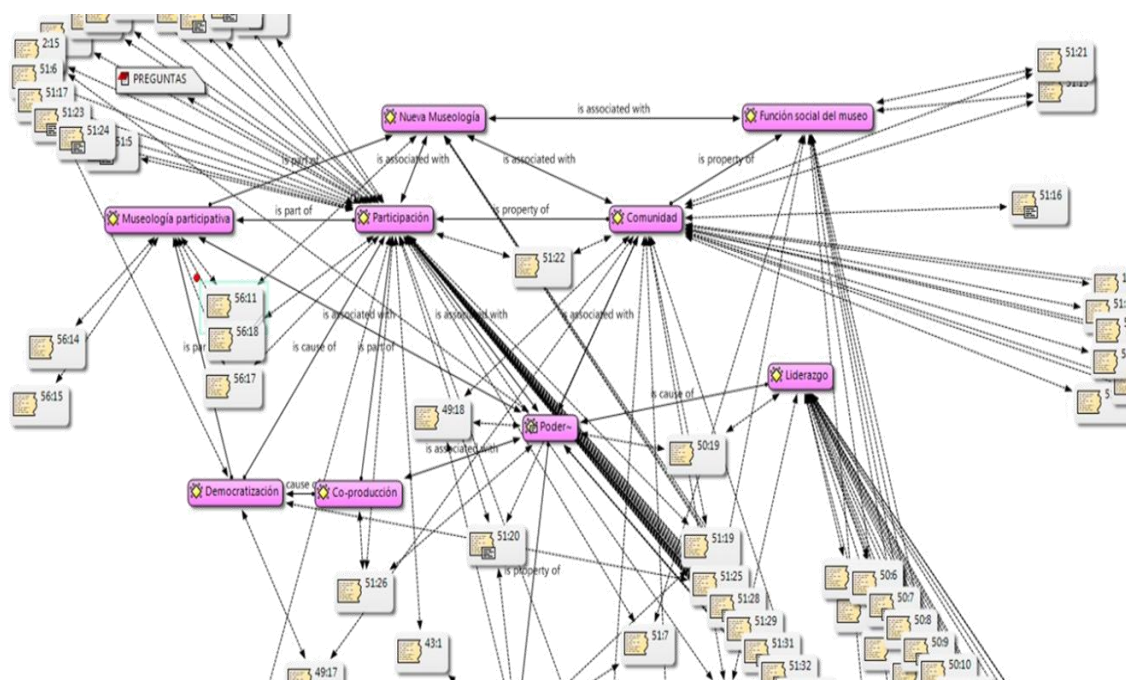 2:15
51:6
PREGUNTAS
51:17
51:23
51:24
51:5
51:21
Nueva Museología
is associated with
Función social del museo
is part of
is associated with
is associated with
is property of
Museología participativa
is part of
Participación
is property of
Comunidad
51:16
51:22
56:11
56:18
is associated with
is associated with
is associated with
56:14
is cause of
is part of
56:17
56:15
Liderazgo
is cause of
49:18
Poder~
50:19
is associated with
Democratización
cause
Co-producción
51:20
51:19
is property of
51:26
51:25
51:28
51:29
51:31
51:32
50:6
50:7
50:8
50:9
50:10
43:1
51:7
49:17